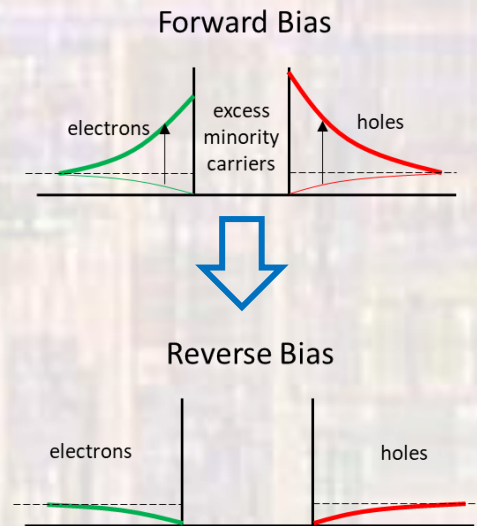 Forward Bias
electrons
excess
minority
carriers
holes
Reverse Bias
electrons
holes